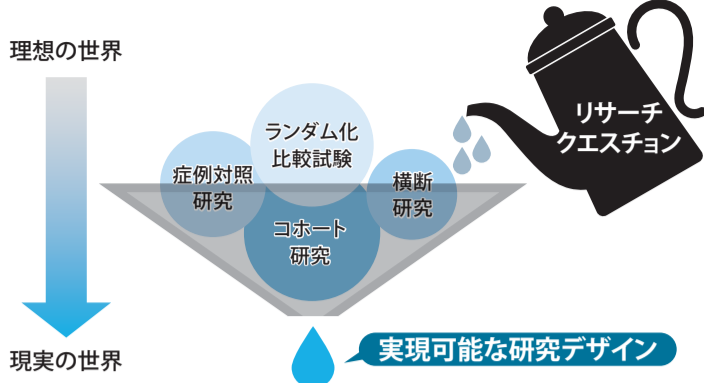 理想の世界
リサーチ
クエスチョン
ランダム化
比較試験
症例対照
研究
横断
研究
コホート
研究
実現可能な研究デザイン
現実の世界